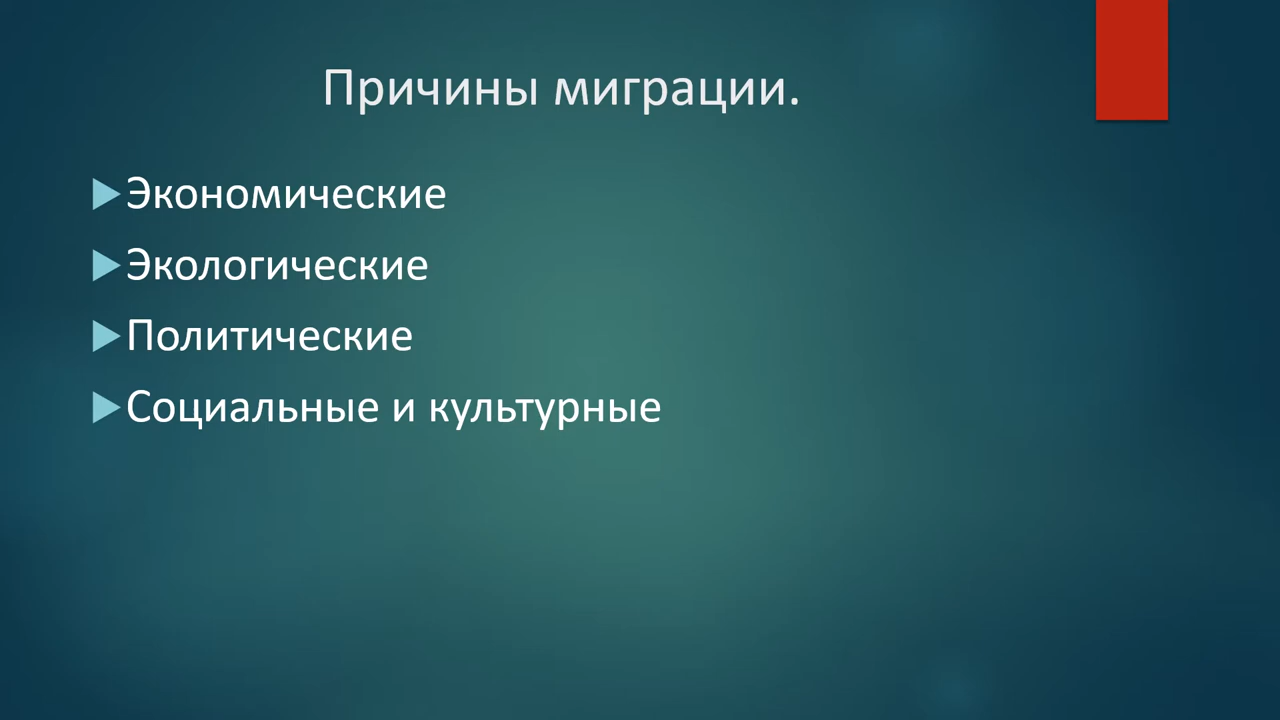 Причины миграции.
Экономические
Экологические
Политические
Социальные и культурные